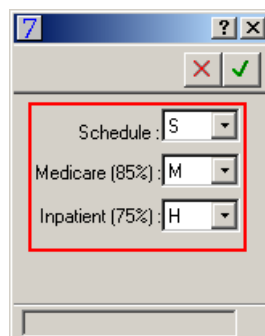 7 ? X
Schedule : S
Medicare (85%) : M
Inpatient (75%) : H